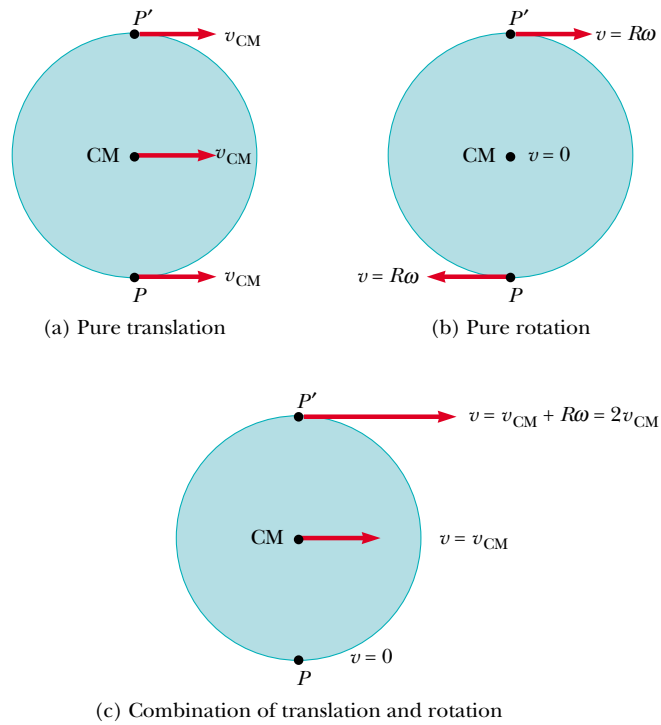 P′
v_CM
CM
v_CM
v_CM
P
(a) Pure translation
P′
v = Rω
CM
v = 0
v = Rω
P
(b) Pure rotation
P′
v = v_CM + Rω = 2v_CM
CM
v = v_CM
v = 0
P
(c) Combination of translation and rotation